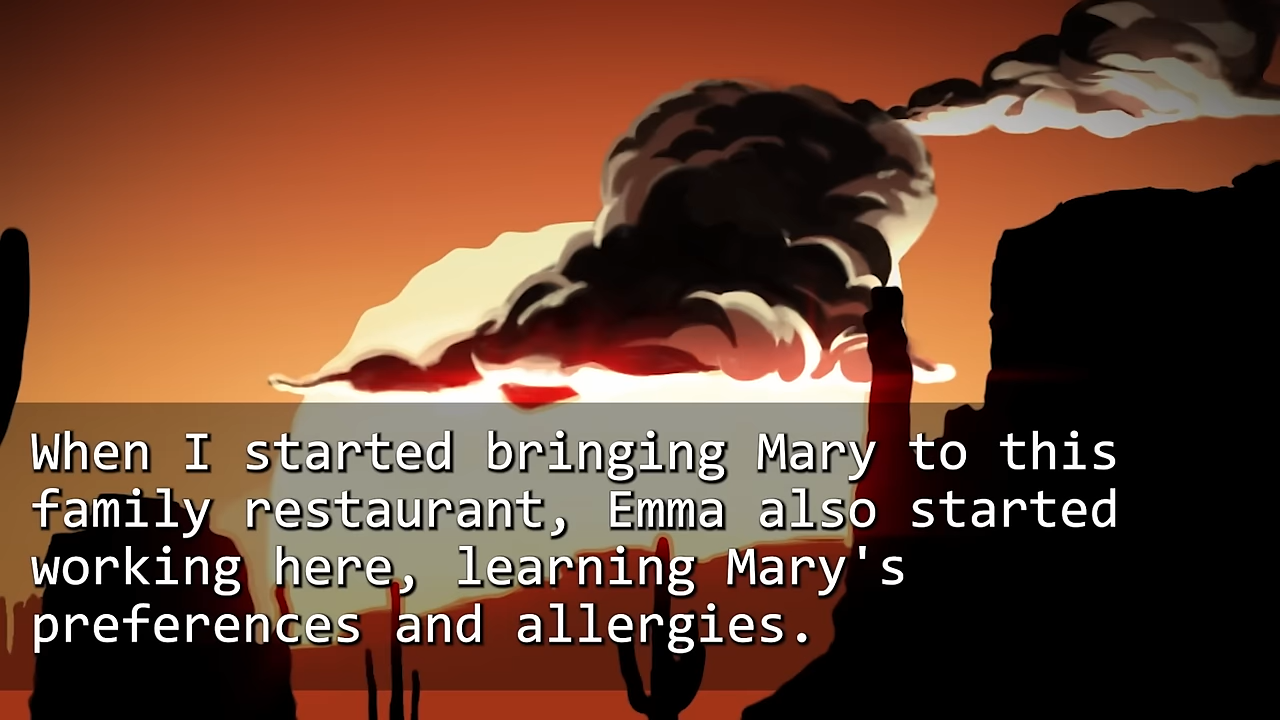 When I started bringing Mary to this
family restaurant, Emma also started
working here, learning Mary's
preferences and allergies.